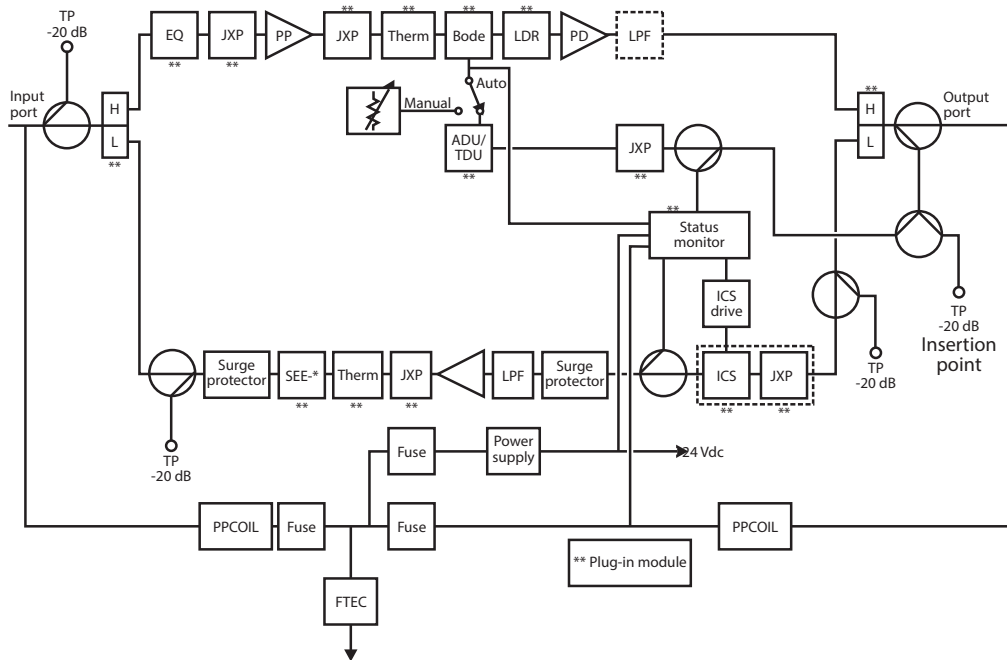 TP
-20 dB
Input
port
H
L
**
EQ
**
JXP
**
PP
**
JXP
**
Therm
**
Bode
**
LDR
PD
LPF
**
H
L
Output
port
Auto
Manual
ADU/
TDU
**
JXP
**
**
Status
monitor
ICS
drive
TP
-20 dB
Insertion
point
TP
-20 dB
Surge
protector
SEE-*
**
Therm
**
JXP
**
LPF
Surge
protector
ICS
**
JXP
**
TP
-20 dB
Fuse
Power
supply
24 Vdc
PPCOIL
Fuse
Fuse
PPCOIL
** Plug-in module
FTEC